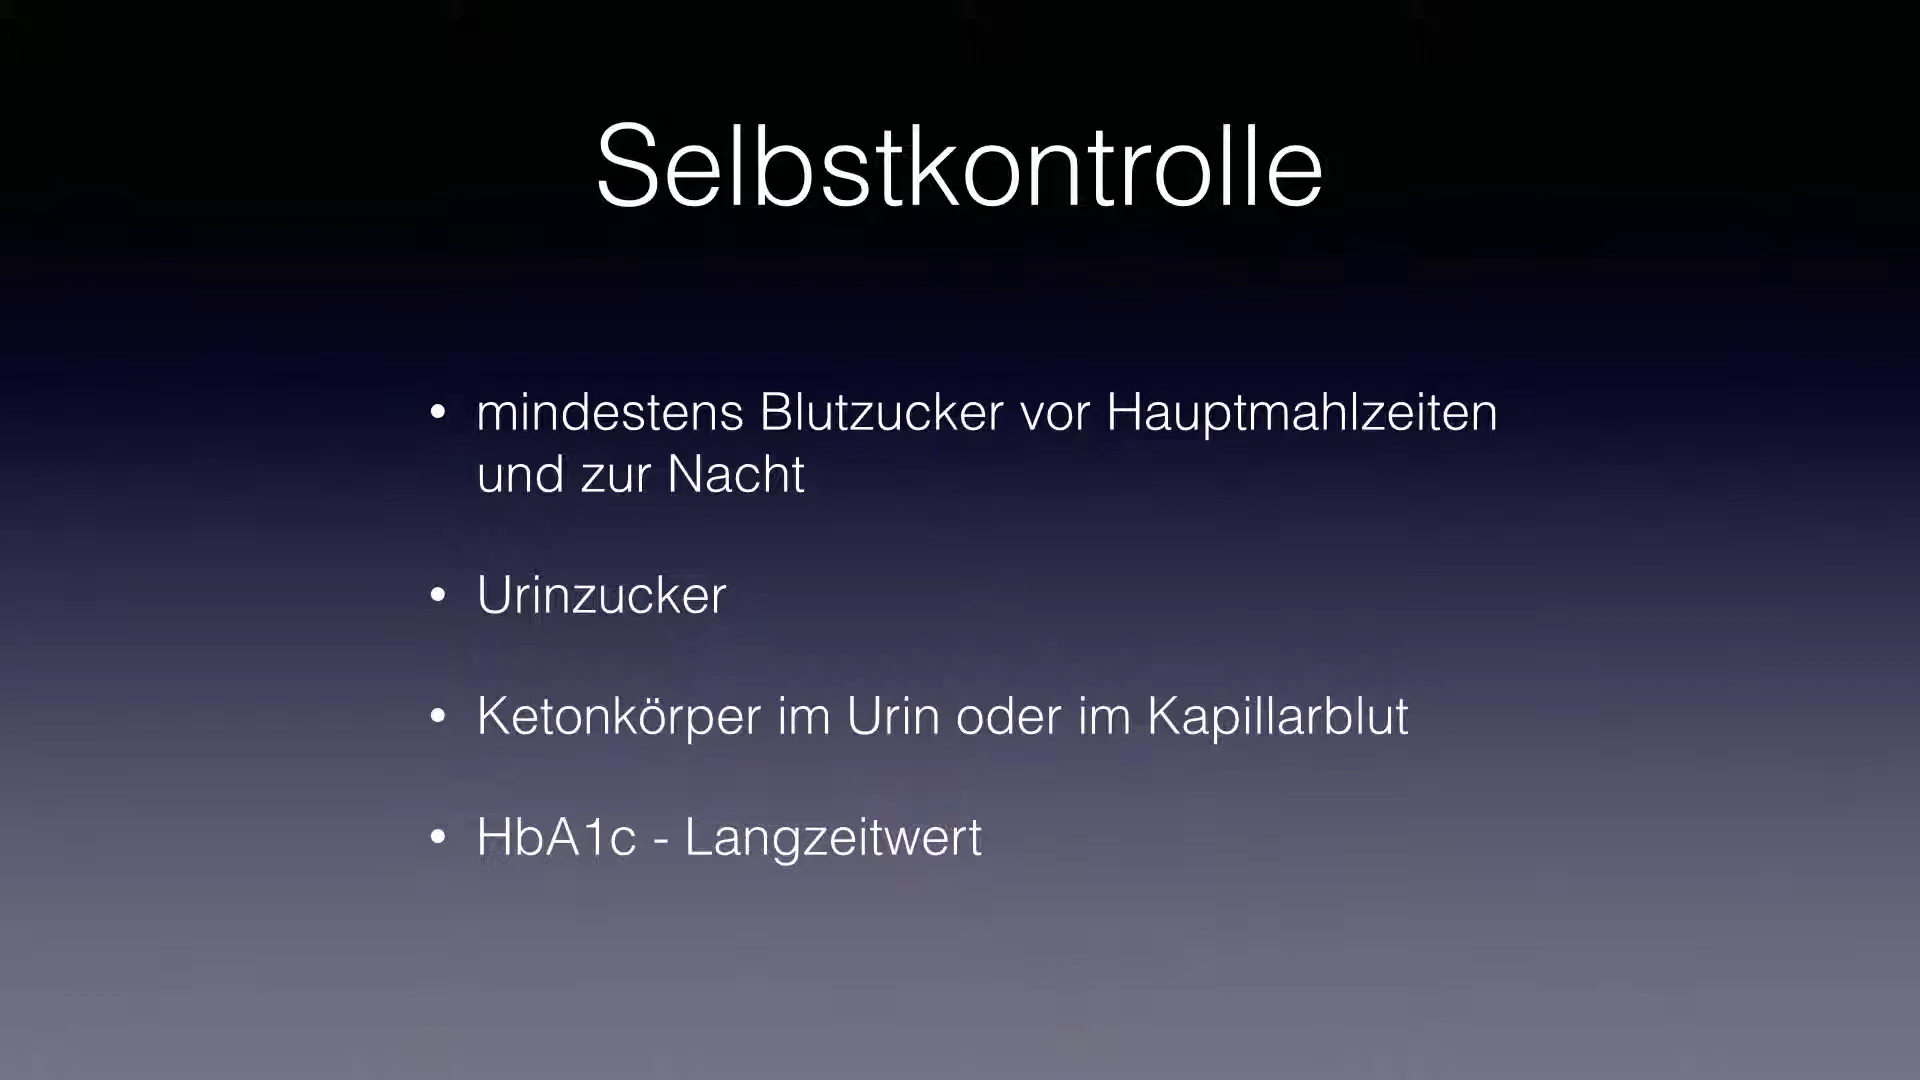 Selbstkontrolle
• mindestens Blutzucker vor Hauptmahlzeiten
und zur Nacht
• Urinzucker
• Ketonkörper im Urin oder im Kapillarblut
• HbA1c - Langzeitwert